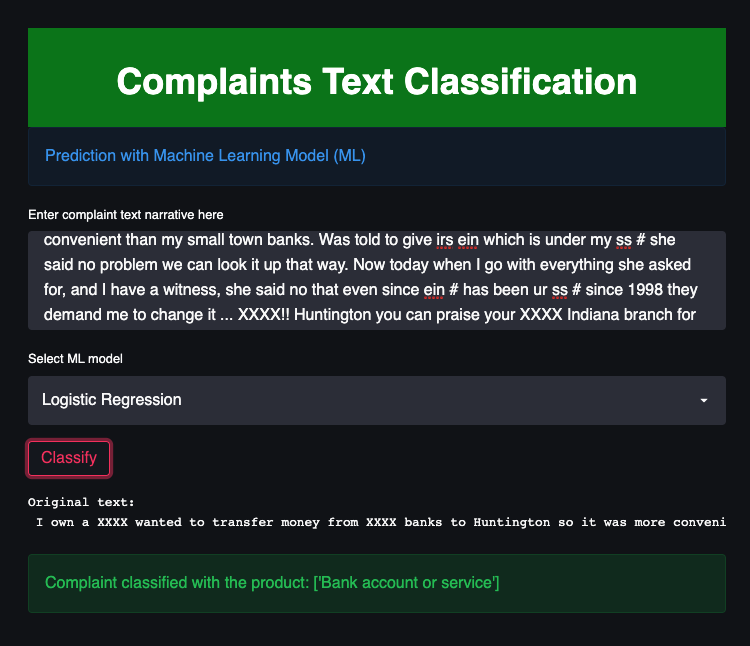 Complaints Text Classification
Prediction with Machine Learning Model (ML)
Enter complaint text narrative here
convenient than my small town banks. Was told to give irs ein which is under my ss # she
said no problem we can look it up that way. Now today when I go with everything she asked
for, and I have a witness, she said no that even since ein # has been ur ss # since 1998 they
demand me to change it ... XXXX!! Huntington you can praise your XXXX Indiana branch for
Select ML model
Logistic Regression
Classify
Original text:
I own a XXXX wanted to transfer money from XXXX banks to Huntington so it was more conveni
Complaint classified with the product: ['Bank account or service']